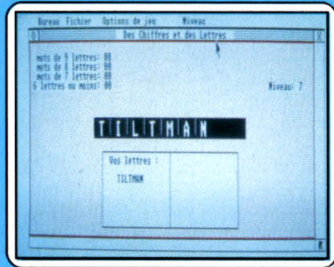 Bureau Fichier Options de jeu Niveau
Des Chiffres et des Lettres
mots de 9 lettres: 00
mots de 8 lettres: 00
mots de 7 lettres: 00
6 lettres ou moins: 00
Niveau: 7
TILTMAN
Vos lettres :
TILTMAN